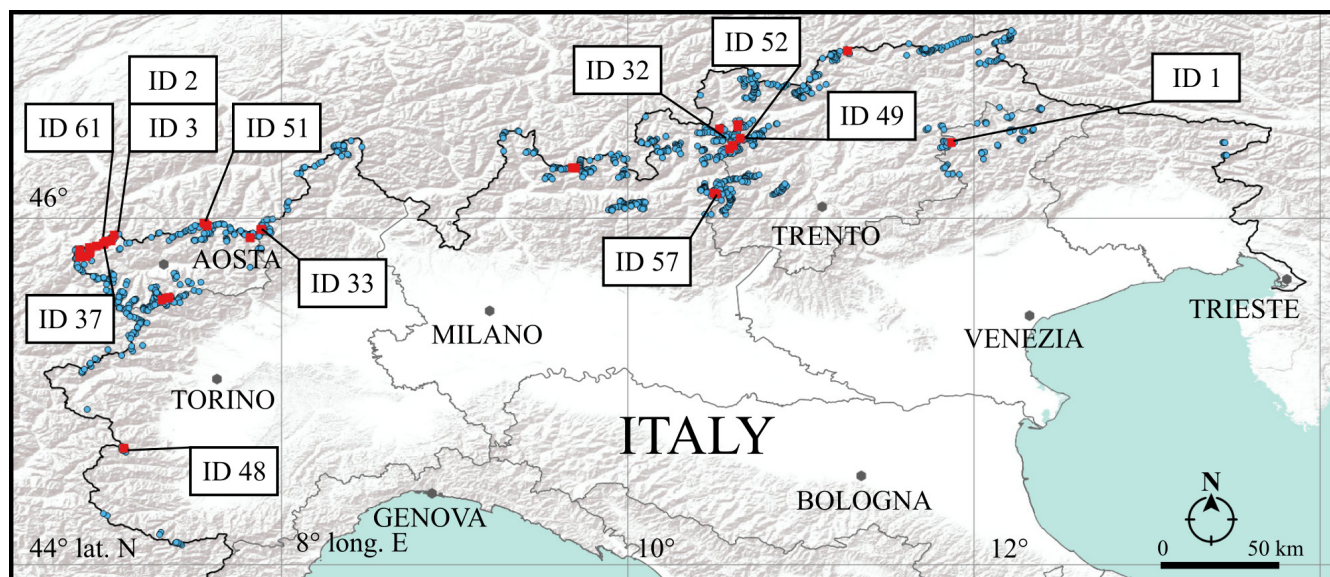 ID 52
ID 2
ID 32
ID 1
ID 61
ID 3
ID 51
ID 49
46°
TRENTO
AOSTA
ID 57
ID 33
TRIESTE
ID 37
MILANO
VENEZIA
TORINO
ITALY
ID 48
N
BOLOGNA
GENOVA
44° lat. N
8° long. E
10°
12°
0
50 km